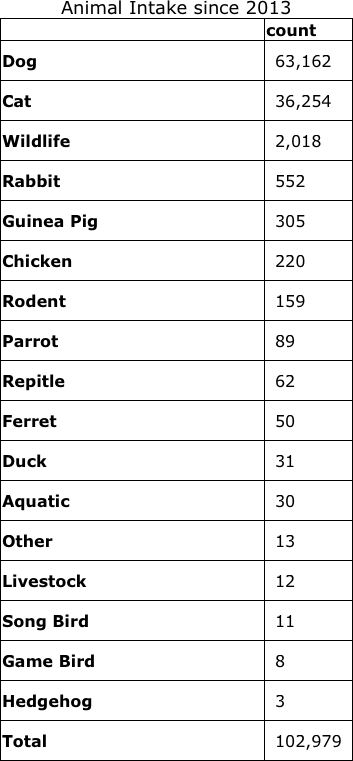 Animal Intake since 2013
count
Dog 63,162
Cat 36,254
Wildlife 2,018
Rabbit 552
Guinea Pig 305
Chicken 220
Rodent 159
Parrot 89
Repitle 62
Ferret 50
Duck 31
Aquatic 30
Other 13
Livestock 12
Song Bird 11
Game Bird 8
Hedgehog 3
Total 102,979